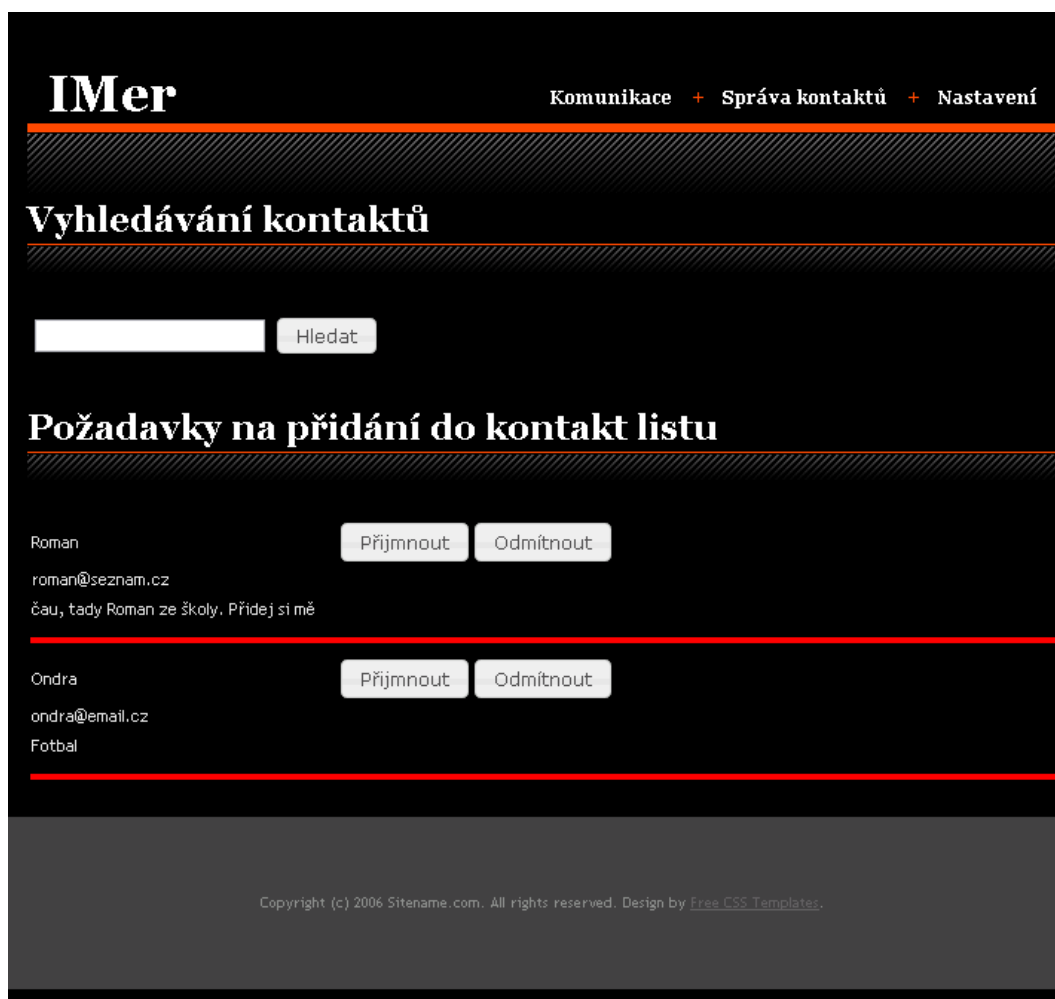 IMer
Komunikace + Správa kontaktů + Nastavení
Vyhledávání kontaktů
Hledat
Požadavky na přidání do kontakt listu
Roman Přijmnout Odmítnout
roman@seznam.cz
čau, tady Roman ze školy. Přidej si mě
Ondra Přijmnout Odmítnout
ondra@email.cz
Fotbal
Copyright (c) 2006 Sitename.com. All rights reserved. Design by Free CSS Templates.